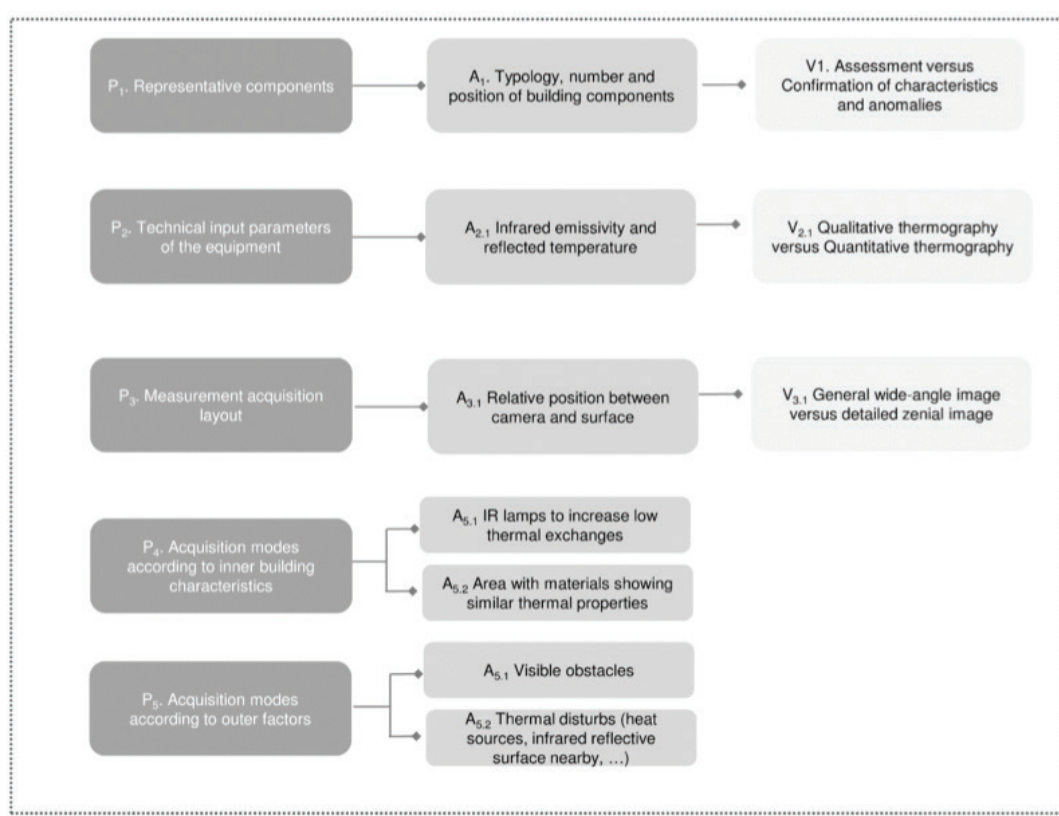 P1. Representative components
A1. Typology, number and
position of building components
V1. Assessment versus
Confirmation of characteristics
and anomalies
P2. Technical input parameters
of the equipment
A2.1 Infrared emissivity and
reflected temperature
V2.1 Qualitative thermography
versus Quantitative thermography
P3. Measurement acquisition
layout
A3.1 Relative position between
camera and surface
V3.1 General wide-angle image
versus detailed zenial image
P4. Acquisition modes
according to inner building
characteristics
A5.1 IR lamps to increase low
thermal exchanges
A5.2 Area with materials showing
similar thermal properties
P5. Acquisition modes
according to outer factors
A5.1 Visible obstacles
A5.2 Thermal disturbs (heat
sources, infrared reflective
surface nearby, …)